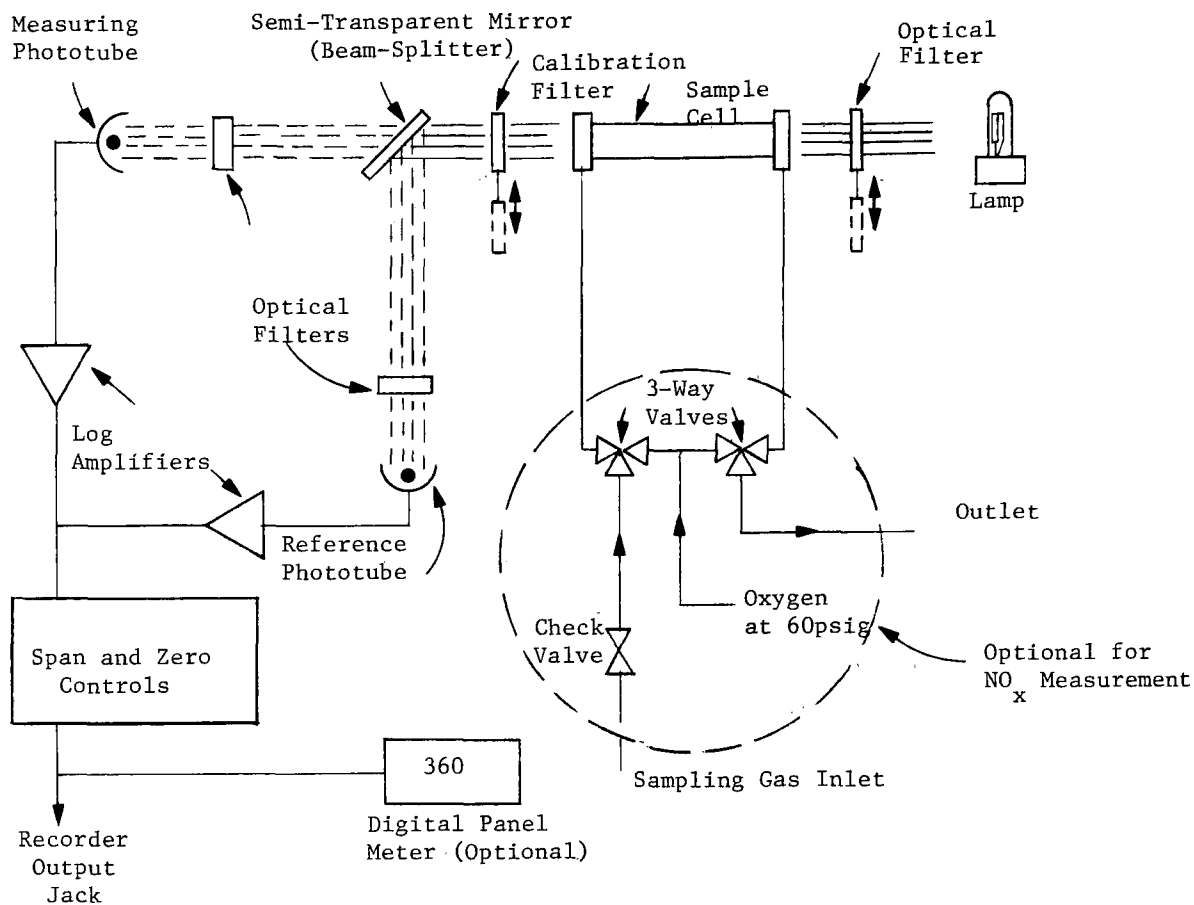 Measuring
Phototube
Semi-Transparent Mirror
(Beam-Splitter)
Calibration
Filter
Sample
Cell
Optical
Filter
Lamp
Optical
Filters
3-Way
Valves
Log
Amplifiers
Reference
Phototube
Outlet
Oxygen
at 60psig
Check
Valve
Optional for
NOx Measurement
Span and Zero
Controls
360
Sampling Gas Inlet
Digital Panel
Meter (Optional)
Recorder
Output
Jack